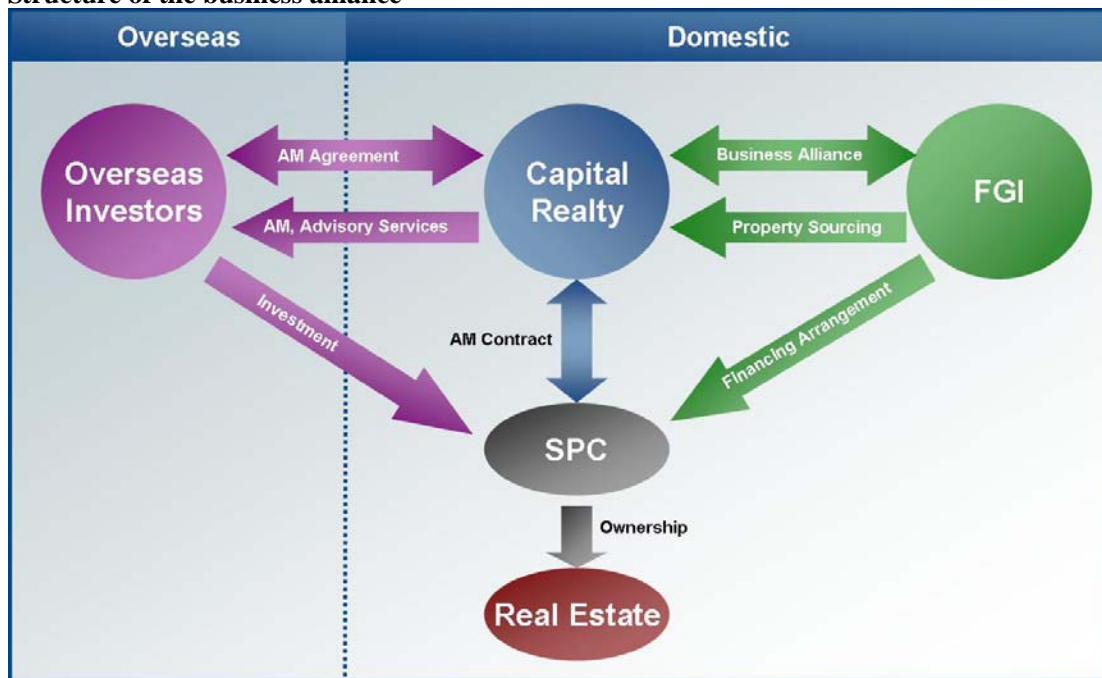 Structure of the business alliance
Overseas
Domestic
Overseas
Investors
AM Agreement
AM, Advisory Services
Investment
Capital
Realty
Business Alliance
Property Sourcing
FGI
Financing Arrangement
AM Contract
SPC
Ownership
Real Estate